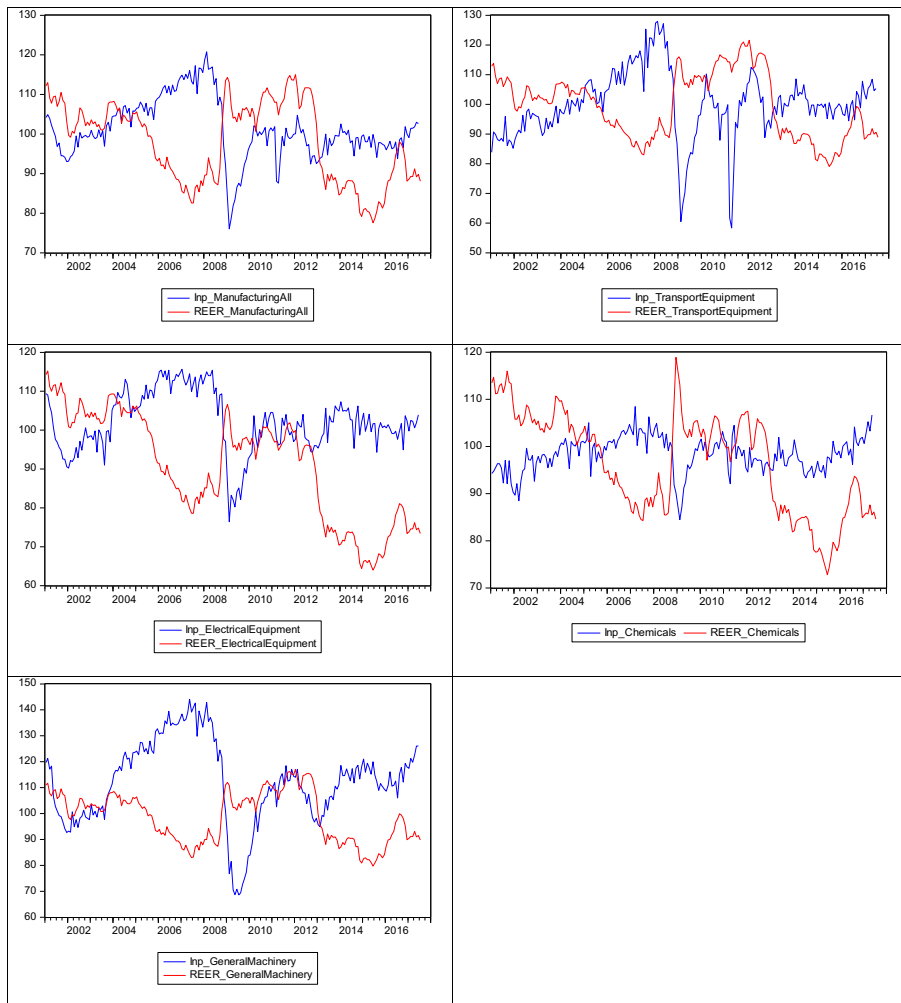 130
120
110
100
90
80
70
2002 2004 2006 2008 2010 2012 2014 2016
Inp_ManufacturingAll
REER_ManufacturingAll
130
120
110
100
90
80
70
60
50
2002 2004 2006 2008 2010 2012 2014 2016
Inp_TransportEquipment
REER_TransportEquipment
120
110
100
90
80
70
60
2002 2004 2006 2008 2010 2012 2014 2016
Inp_ElectricalEquipment
REER_ElectricalEquipment
120
110
100
90
80
70
2002 2004 2006 2008 2010 2012 2014 2016
Inp_Chemicals REER_Chemicals
150
140
130
120
110
100
90
80
70
60
2002 2004 2006 2008 2010 2012 2014 2016
Inp_GeneralMachinery
REER_GeneralMachinery